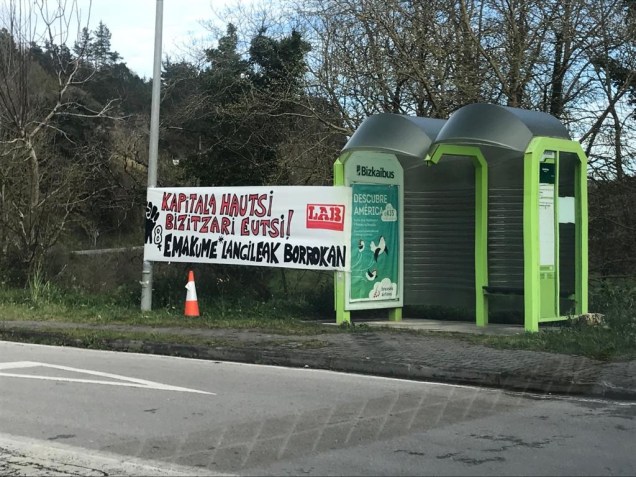 KAPITALA HAUTSI
BIZITZARI EUTSI!
LAB
8
EMAKUME* LANGILEAK BORROKAN
Bizkaibus
DESCUBRE
AMÉRICA